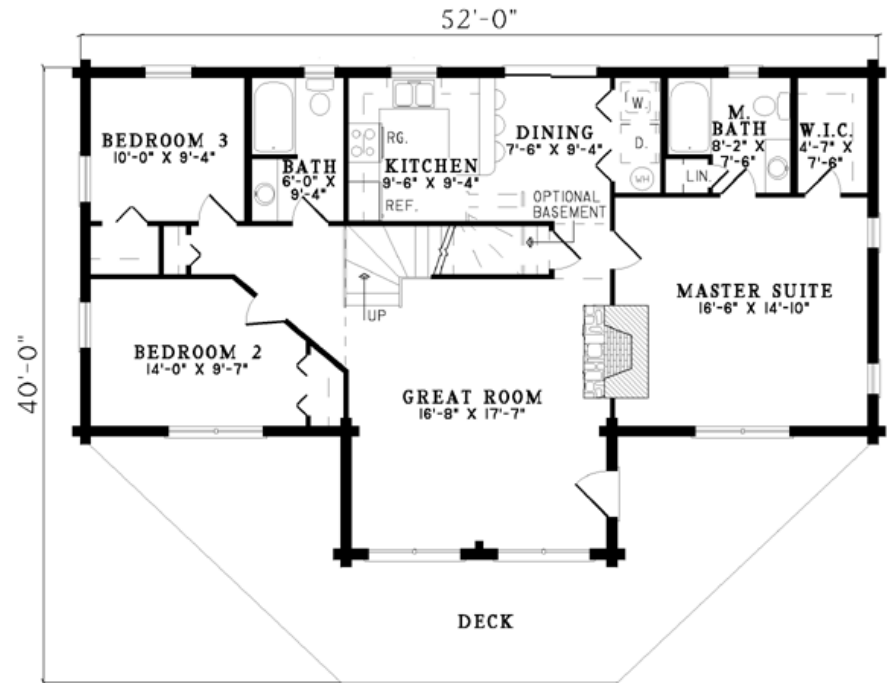 52'-0"
40'-0"
BEDROOM 3
10'-0" X 9'-4"
BATH
6'-0" X
9'-4"
RG.
KITCHEN
9'-6" X 9'-4"
REF.
DINING
7'-6" X 9'-4"
OPTIONAL
BASEMENT
W.
D.
WH
M.
BATH
8'-2" X
7'-6"
LIN.
W.I.C.
4'-7" X
7'-6"
UP
MASTER SUITE
16'-6" X 14'-10"
BEDROOM 2
14'-0" X 9'-7"
GREAT ROOM
16'-8" X 17'-7"
DECK